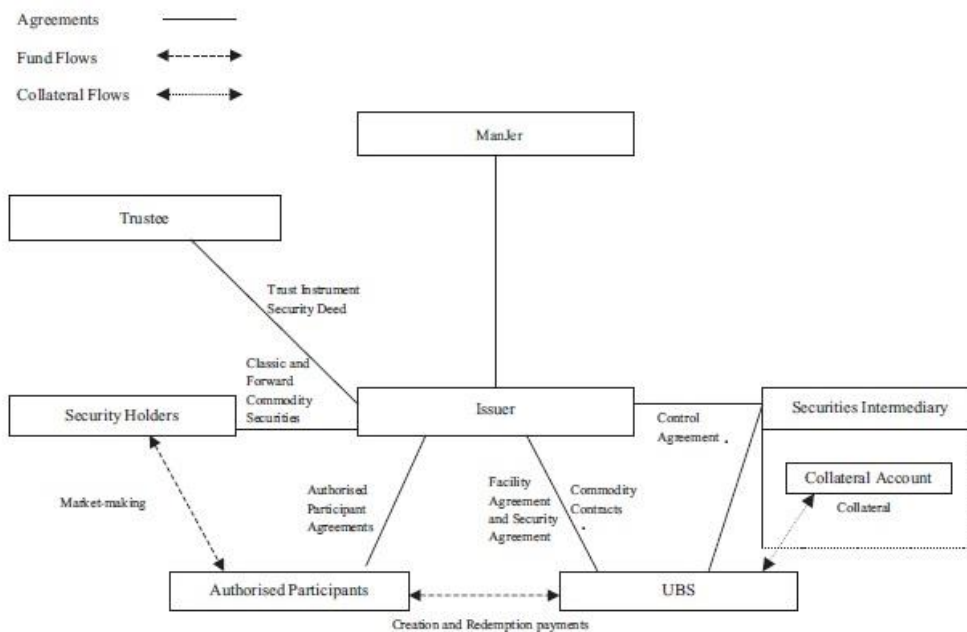 Agreements
Fund Flows
Collateral Flows
ManJer
Trustee
Trust Instrument
Security Deed
Classic and
Forward
Commodity
Securities
Security Holders
Issuer
Securities Intermediary
Control
Agreement
Collateral Account
Collateral
Market-making
Authorised
Participant
Agreements
Facility
Agreement
and Security
Agreement
Commodity
Contracts
Authorised Participants
UBS
Creation and Redemption payments